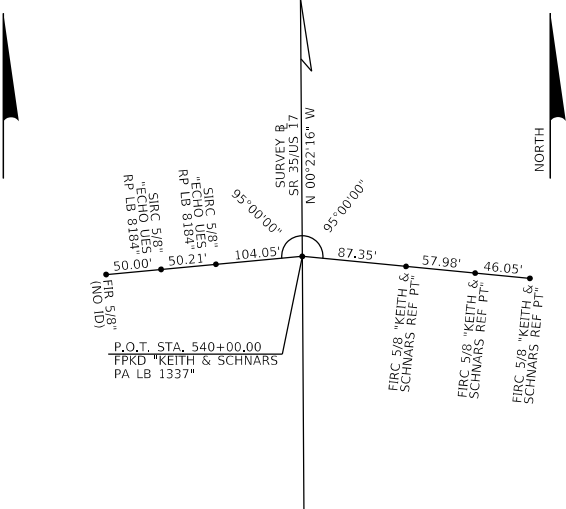 NORTH
SURVEY B
SR 35/US 17
N 00°22'16" W
95°00'00"
95°00'00"
SIRC 5/8"
"ECHO UES
RP LB 8184"
SIRC 5/8"
"ECHO UES
RP LB 8184"
50.00'
50.21'
104.05'
87.35'
57.98'
46.05'
FIR 5/8"
(NO ID)
FIRC 5/8 "KEITH &
SCHNARS REF PT"
FIRC 5/8 "KEITH &
SCHNARS REF PT"
FIRC 5/8 "KEITH &
SCHNARS REF PT"
P.O.T. STA. 540+00.00
FPKD "KEITH & SCHNARS
PA LB 1337"